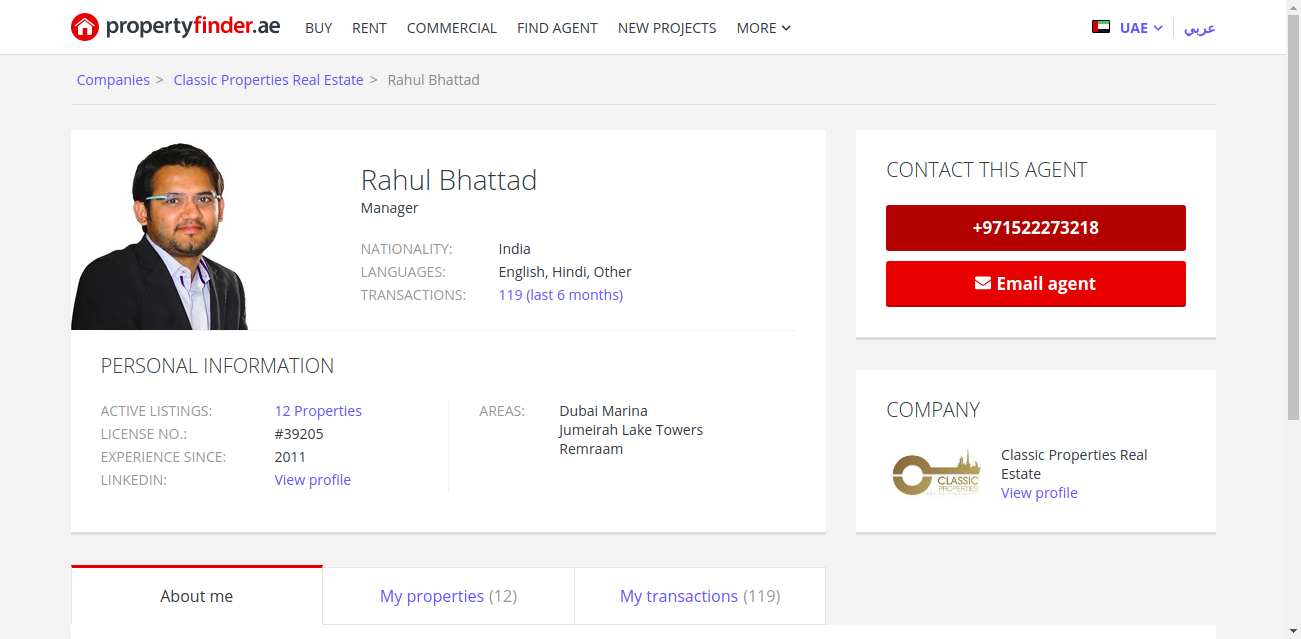 propertyfinder.ae BUY RENT COMMERCIAL FIND AGENT NEW PROJECTS MORE UAE عربي
Companies > Classic Properties Real Estate > Rahul Bhattad
Rahul Bhattad
Manager
NATIONALITY: India
LANGUAGES: English, Hindi, Other
TRANSACTIONS: 119 (last 6 months)
PERSONAL INFORMATION
ACTIVE LISTINGS: 12 Properties
LICENSE NO.: #39205
EXPERIENCE SINCE: 2011
LINKEDIN: View profile
AREAS: Dubai Marina
Jumeirah Lake Towers
Remraam
CONTACT THIS AGENT
+971522273218
Email agent
COMPANY
CLASSIC
PROPERTIES
Classic Properties Real
Estate
View profile
About me My properties (12) My transactions (119)